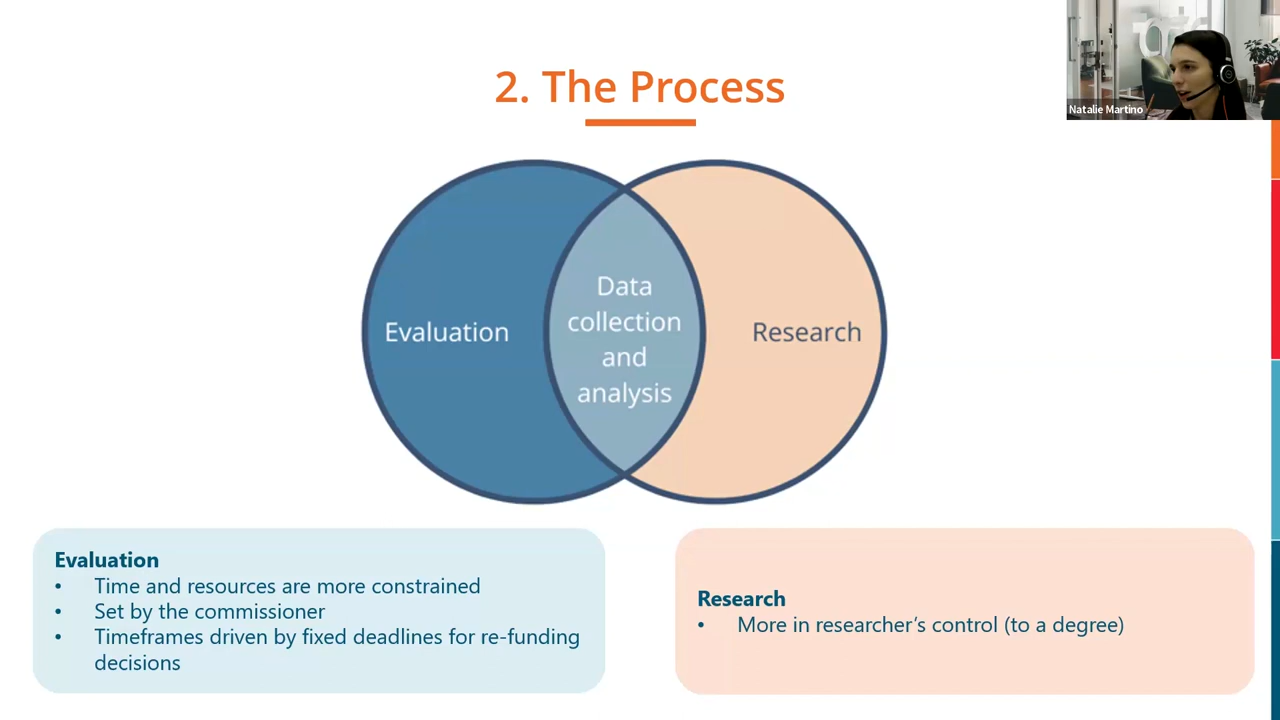 2. The Process
Natalie Martino
Evaluation
Data
collection
and
analysis
Research
Evaluation
• Time and resources are more constrained
• Set by the commissioner
• Timeframes driven by fixed deadlines for re-funding
decisions
Research
• More in researcher's control (to a degree)